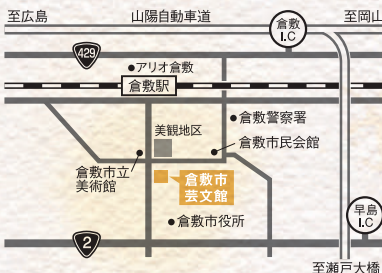 至広島
山陽自動車道
至岡山
倉敷
I.C
429
アリオ倉敷
倉敷駅
倉敷警察署
美観地区
倉敷市民会館
倉敷市立
美術館
倉敷市
芸文館
倉敷市役所
早島
I.C
2
至瀬戸大橋